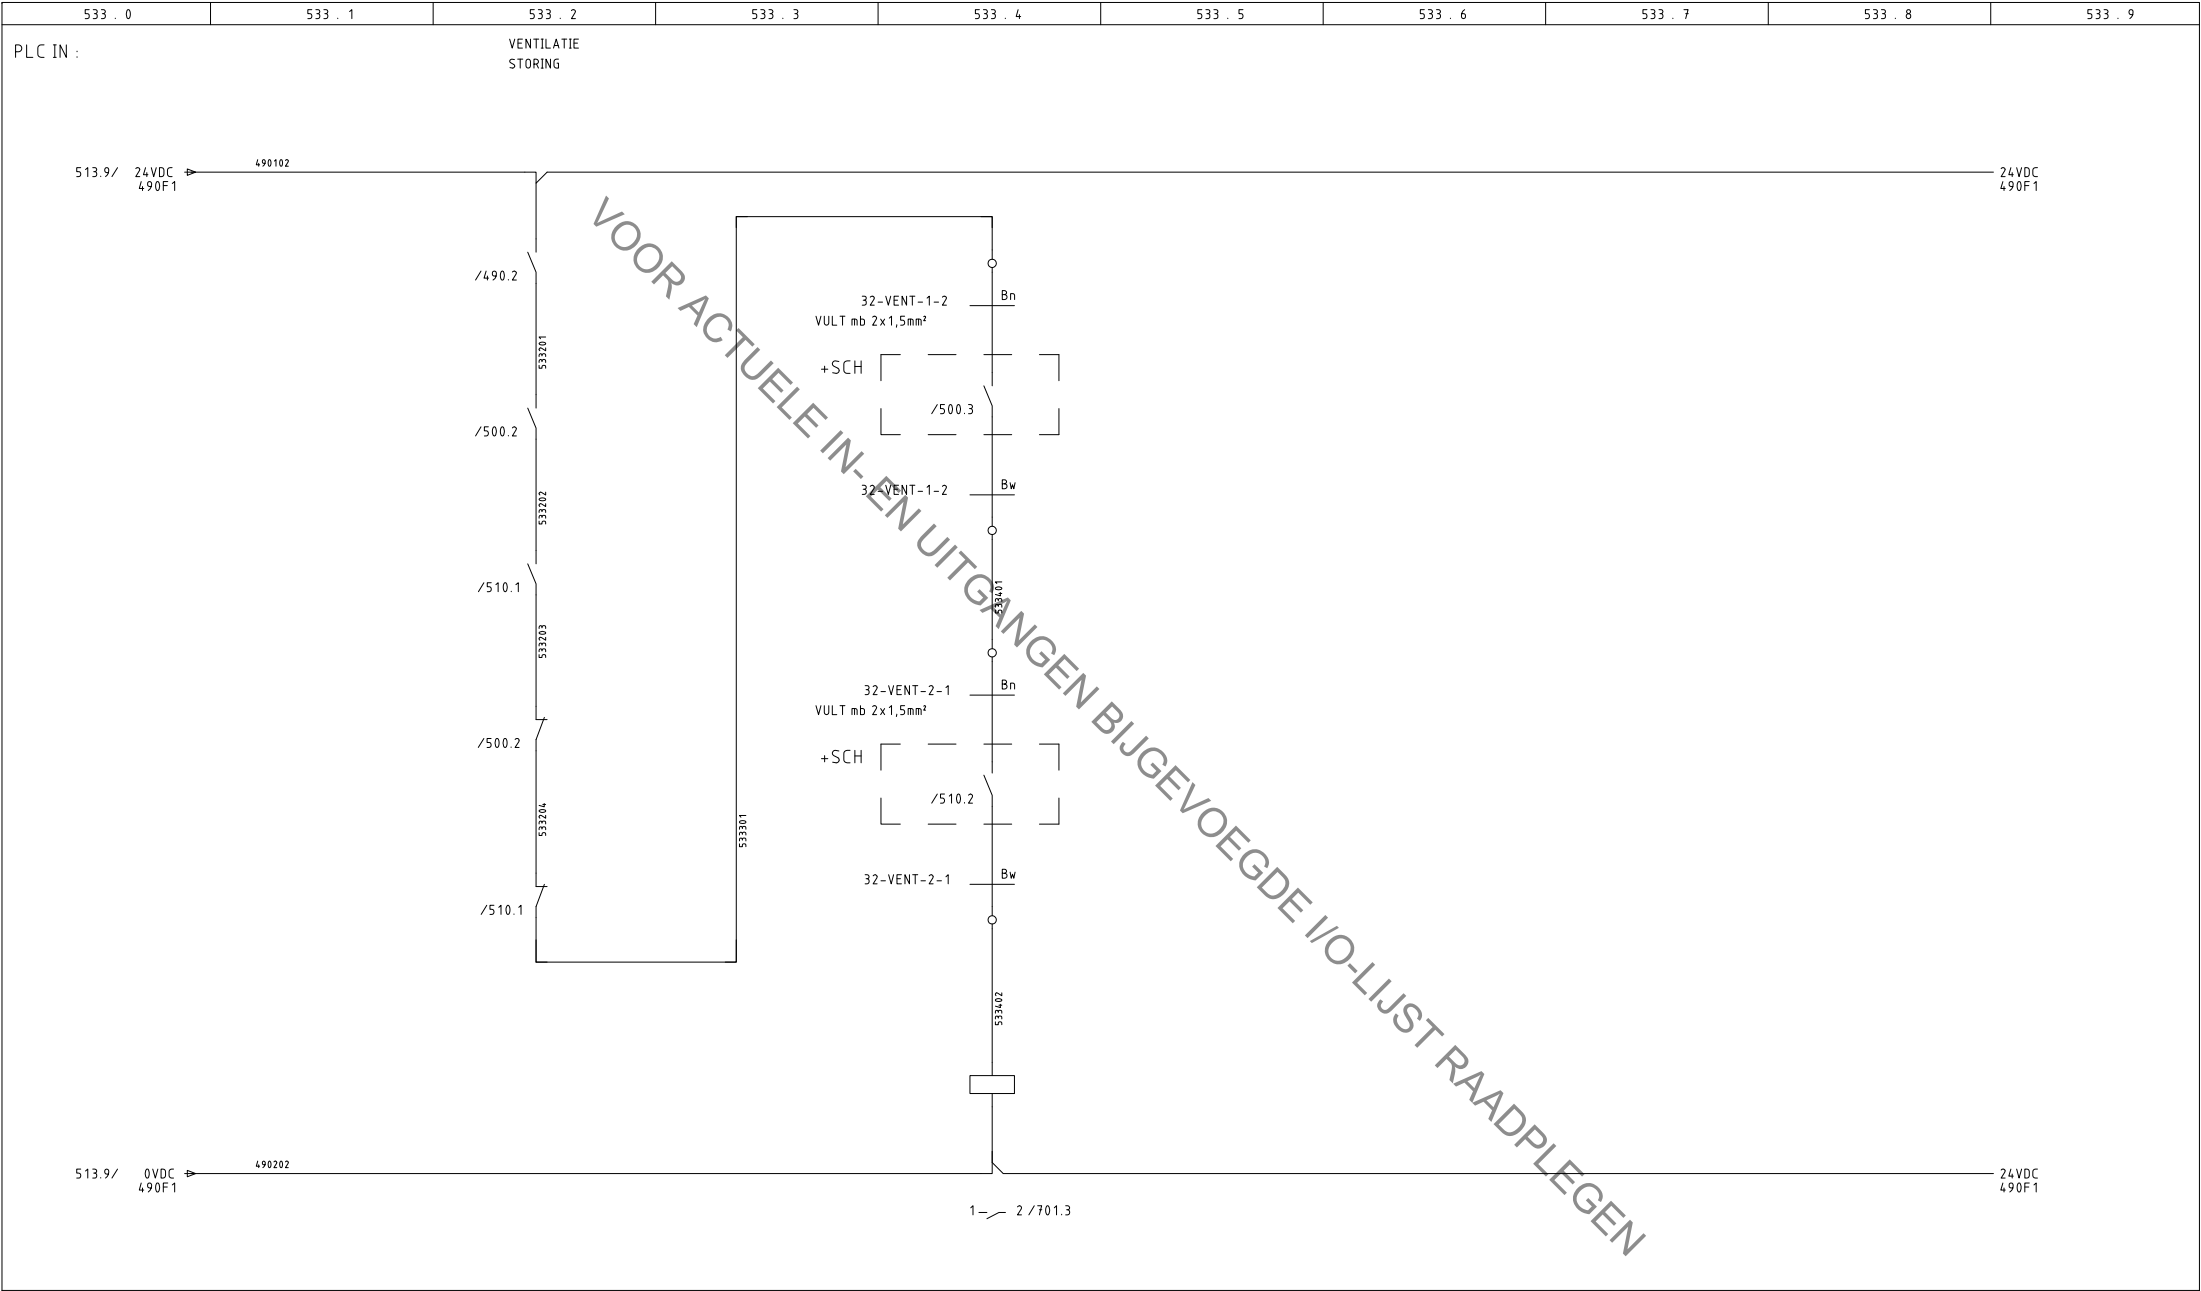 533.0 533.1 533.2 533.3 533.4 533.5 533.6 533.7 533.8 533.9
PLC IN :
VENTILATIE
STORING
490102
513.9/ 24VDC
490F1
24VDC
490F1
/490.2
533201
/500.2
533202
/510.1
533203
/500.2
533204
/510.1
533301
32-VENT-1-2 Bn
VULT mb 2x1,5mm²
+SCH
/500.3
32-VENT-1-2 Bw
533401
32-VENT-2-1 Bn
VULT mb 2x1,5mm²
+SCH
/510.2
32-VENT-2-1 Bw
533402
490202
513.9/ 0VDC
490F1
24VDC
490F1
1 2 /701.3
VOOR ACTUELE IN- EN UITGANGEN BIJGEVOEGDE I/O-LIJST RAADPLEGEN